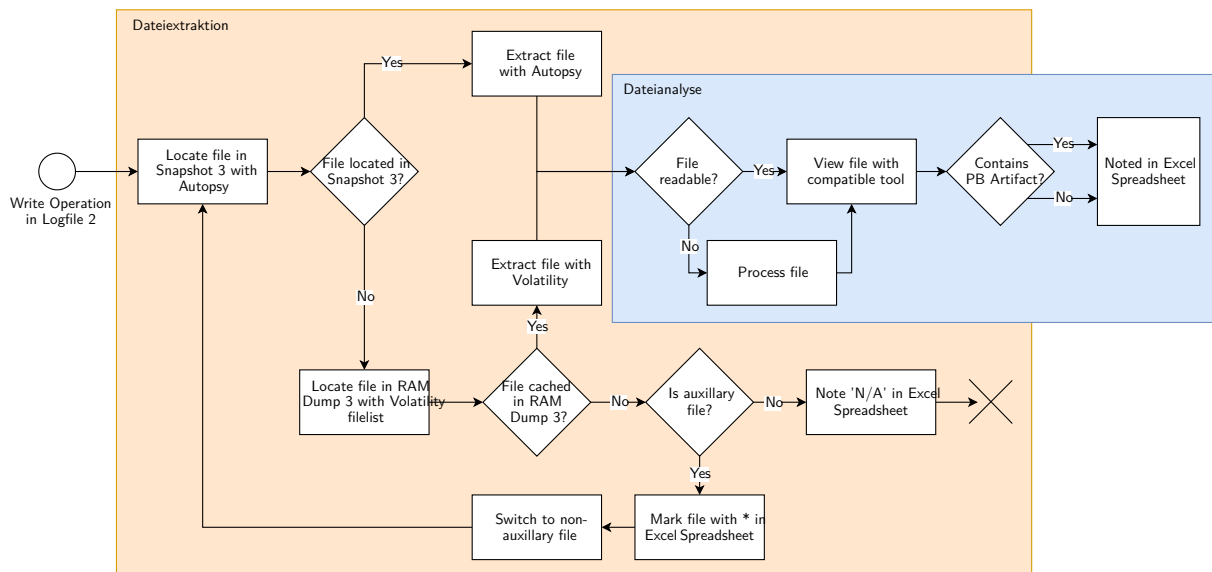 Dateiextraktion
Extract file
with Autopsy
Yes
Dateianalyse
Write Operation
in Logfile 2
Locate file in
Snapshot 3 with
Autopsy
File located in
Snapshot 3?
File
readable?
Yes
View file with
compatible tool
Contains
PB Artifact?
Yes
No
Noted in Excel
Spreadsheet
No
Process file
Extract file with
Volatility
No
Yes
Locate file in RAM
Dump 3 with Volatility
filelist
File cached
in RAM
Dump 3?
No
Is auxillary
file?
No
Note 'N/A' in Excel
Spreadsheet
Yes
Switch to non-
auxillary file
Mark file with * in
Excel Spreadsheet